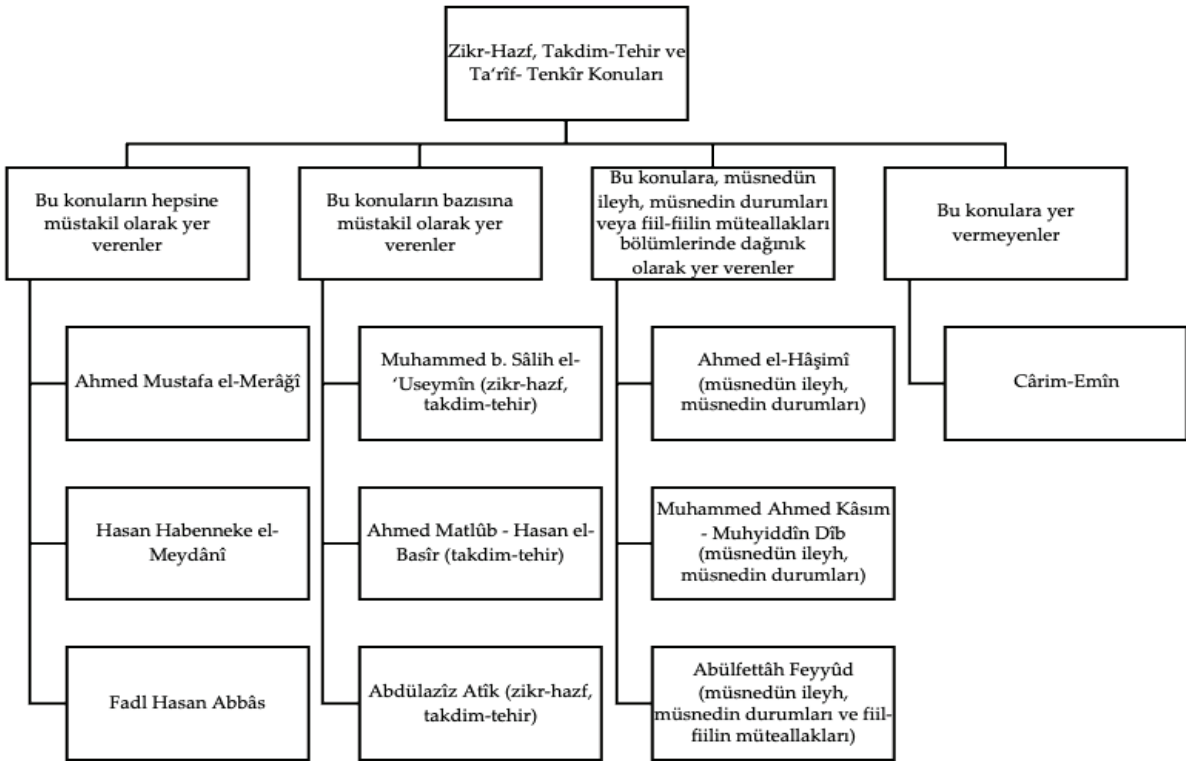 Zikr-Hazf, Takdim-Tehir ve
Ta‘rîf- Tenkîr Konuları
Bu konuların hepsine
müstakil olarak yer
verenler
Ahmed Mustafa el-Merâğî
Hasan Habenneke el-
Meydânî
Fadl Hasan Abbâs
Bu konuların bazısına
müstakil olarak yer
verenler
Muhammed b. Sâlih el-
‘Useymîn (zikr-hazf,
takdim-tehir)
Ahmed Matlûb - Hasan el-
Basîr (takdim-tehir)
Abdülazîz Atîk (zikr-hazf,
takdim-tehir)
Bu konulara, müsnedün
ileyh, müsnedin durumları
veya fiil-fiilin müteallakları
bölümlerinde dağınık
olarak yer verenler
Ahmed el-Hâşimî
(müsnedün ileyh,
müsnedin durumları)
Muhammed Ahmed Kâsım
- Muhyiddîn Dîb
(müsnedün ileyh,
müsnedin durumları)
Abülfettâh Feyyûd
(müsnedün ileyh,
müsnedin durumları ve fiil-
fiilin müteallakları)
Bu konulara yer
vermeyenler
Cârim-Emîn